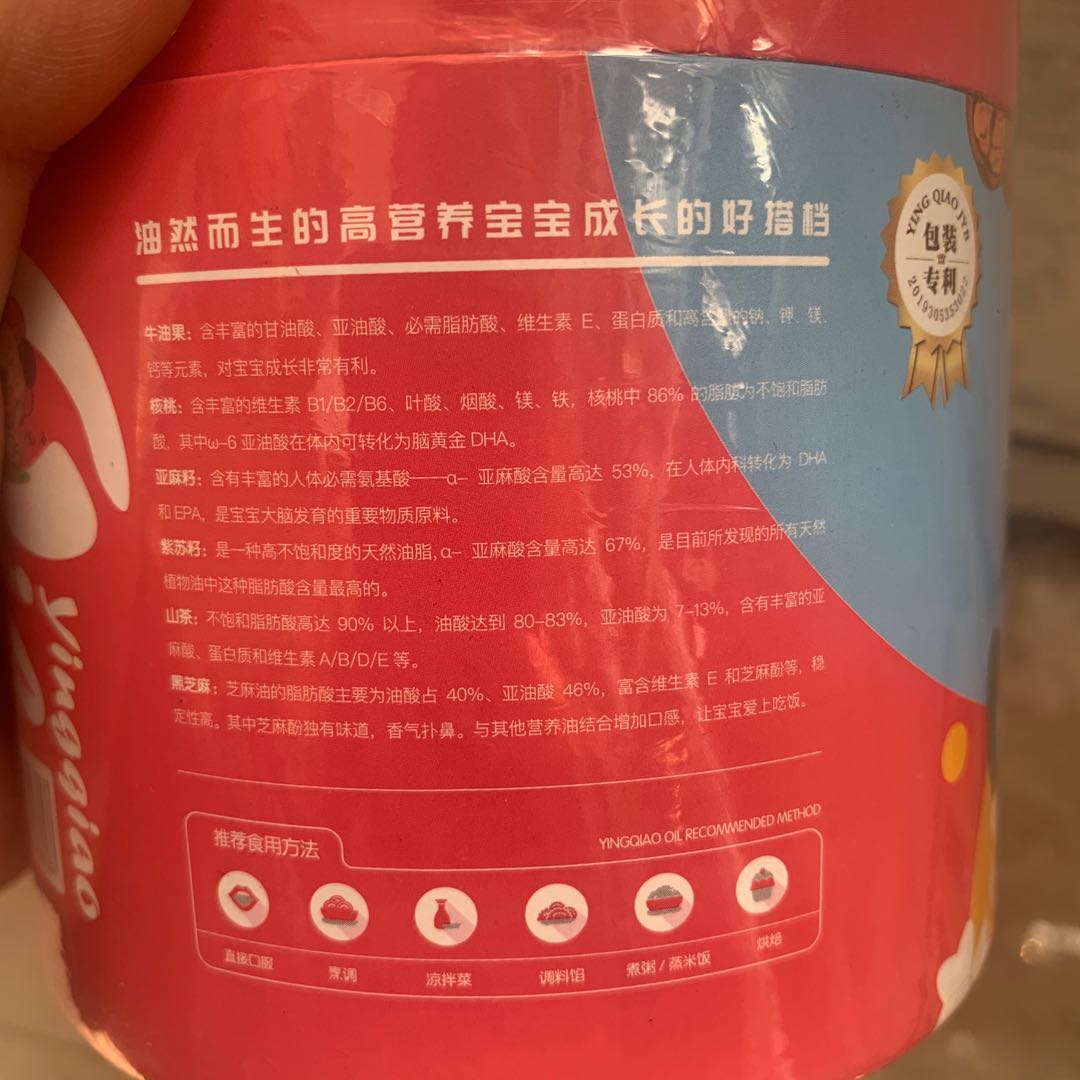 油然而生的高营养宝宝成长的好搭档
YING QIAO JYB
包装
专利
牛油果：含丰富的甘油酸、亚油酸、必需脂肪酸、维生素 E、蛋白质和高含量的钠、钾、镁、
钙等元素，对宝宝成长非常有利。
核桃：含丰富的维生素 B1/B2/B6、叶酸、烟酸、镁、铁，核桃中 86% 的脂肪为不饱和脂肪
酸，其中ω-6 亚油酸在体内可转化为脑黄金 DHA。
亚麻籽：含有丰富的人体必需氨基酸——α- 亚麻酸含量高达 53%，在人体内科转化为 DHA
和 EPA，是宝宝大脑发育的重要物质原料。
紫苏籽：是一种高不饱和度的天然油脂，α- 亚麻酸含量高达 67%，是目前所发现的所有天然
植物油中这种脂肪酸含量最高的。
山茶：不饱和脂肪酸高达 90% 以上，油酸达到 80-83%，亚油酸为 7-13%，含有丰富的亚
麻酸、蛋白质和维生素 A/B/D/E 等。
黑芝麻：芝麻油的脂肪酸主要为油酸占 40%、亚油酸 46%，富含维生素 E 和芝麻酚等，稳
定性高。其中芝麻酚独有味道，香气扑鼻。与其他营养油结合增加口感，让宝宝爱上吃饭。
Yingqiao
推荐食用方法
YINGQIAO OIL RECOMMENDED METHOD
直接口服
烹调
凉拌菜
调料馅
煮粥 / 蒸米饭
烘焙